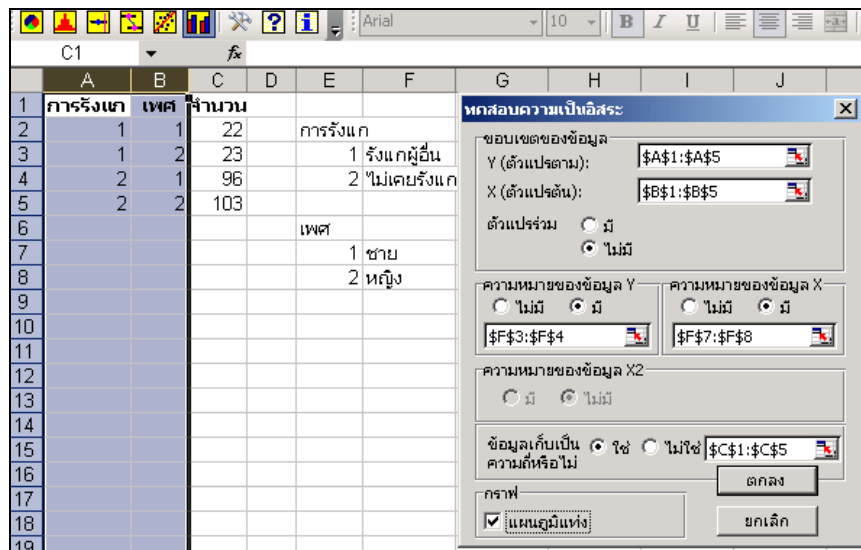 Arial 10 B I U
C1 fx
A B C D E F G H I J
1 การรังแก เพศ จำนวน
2 1 1 22 การรังแก
3 1 2 23 1 รังแกผู้อื่น
4 2 1 96 2 ไม่เคยรังแก
5 2 2 103
6 เพศ
7 1 ชาย
8 2 หญิง
9
10
11
12
13
14
15
16
17
18
19
ทดสอบความเป็นอิสระ
ขอบเขตของข้อมูล
Y (ตัวแปรตาม): $A$1:$A$5
X (ตัวแปรต้น): $B$1:$B$5
ตัวแปรร่วม มี
ไม่มี
ความหมายของข้อมูล Y ความหมายของข้อมูล X
ไม่มี มี ไม่มี มี
$F$3:$F$4 $F$7:$F$8
ความหมายของข้อมูล X2
มี ไม่มี
ข้อมูลเก็บเป็น ใช่ ไม่ใช่ $C$1:$C$5
ความถี่หรือไม่
ตกลง
กราฟ
แผนภูมิแท่ง ยกเลิก